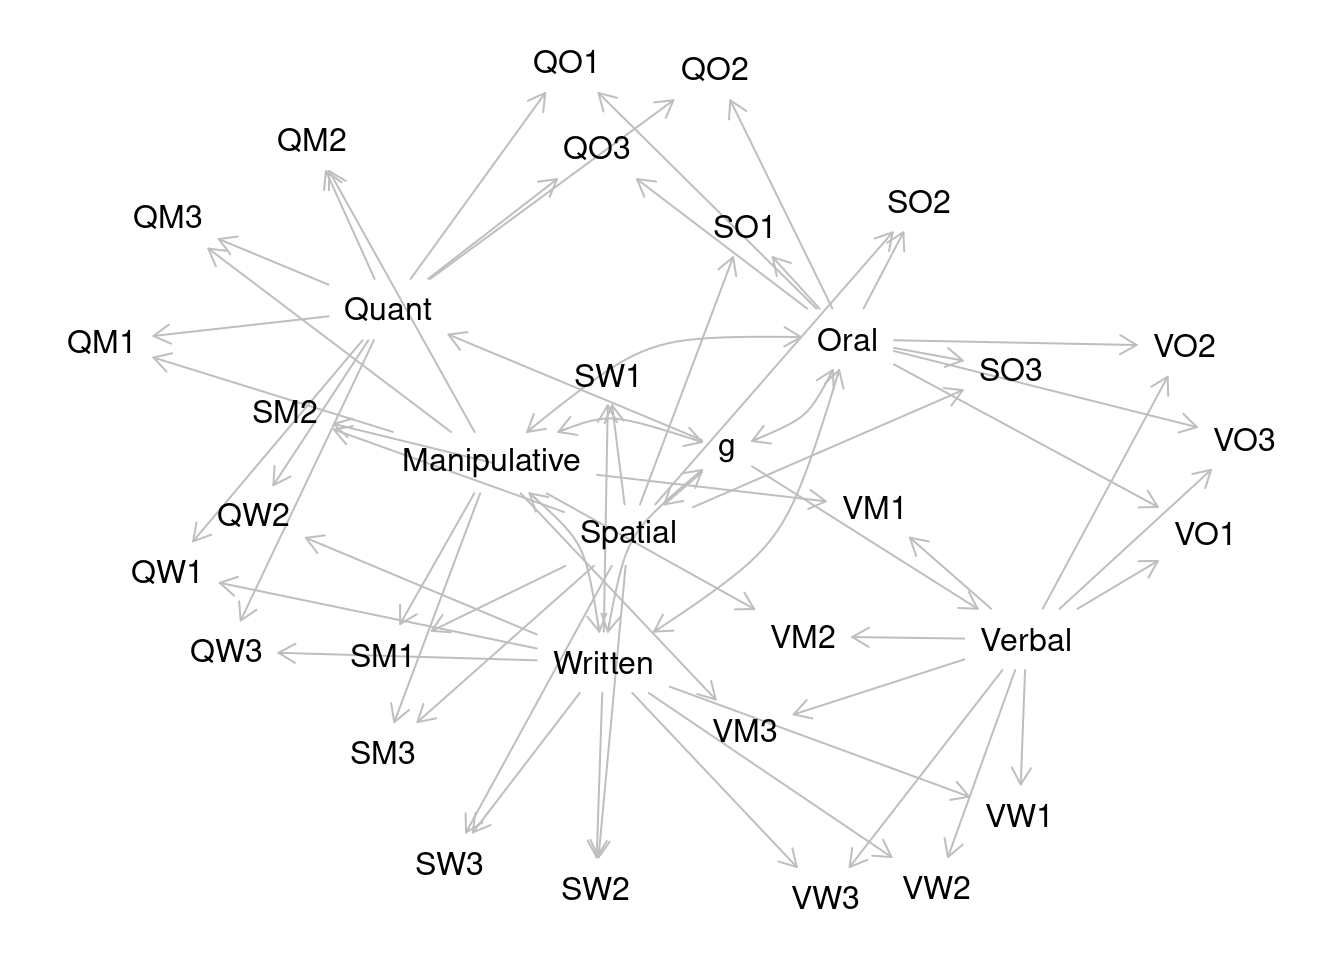 QO1
QO2
QM2
QO3
SO2
QM3
SO1
Quant
Oral
QM1
VO2
SO3
SW1
SM2
VO3
g
Manipulative
VM1
QW2
Spatial
VO1
QW1
VM2
Verbal
QW3
SM1
Written
VM3
SM3
VW1
SW3
SW2
VW2
VW3